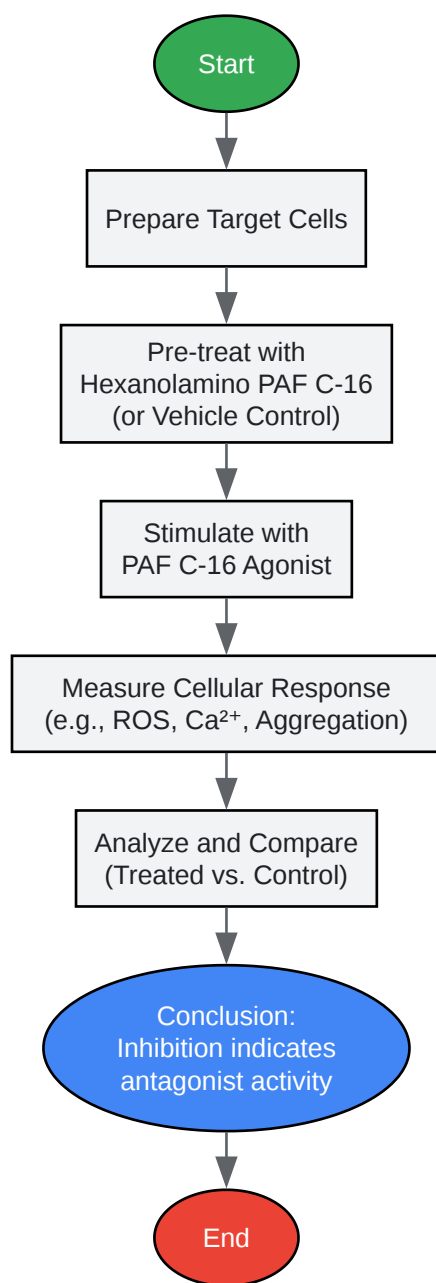 Start
Prepare Target Cells
Pre-treat with
Hexanolamino PAF C-16
(or Vehicle Control)
Stimulate with
PAF C-16 Agonist
Measure Cellular Response
(e.g., ROS, Ca²⁺, Aggregation)
Analyze and Compare
(Treated vs. Control)
Conclusion:
Inhibition indicates
antagonist activity
End